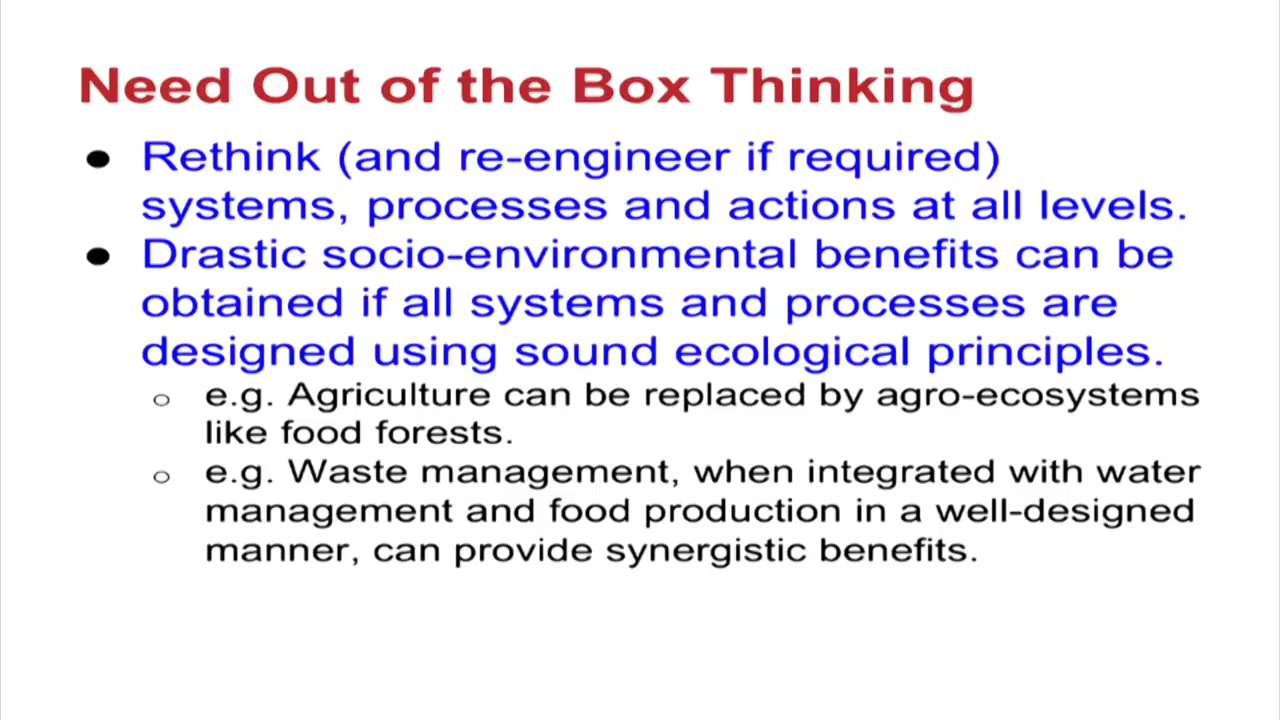 Need Out of the Box Thinking
● Rethink (and re-engineer if required)
systems, processes and actions at all levels.
● Drastic socio-environmental benefits can be
obtained if all systems and processes are
designed using sound ecological principles.
○ e.g. Agriculture can be replaced by agro-ecosystems
like food forests.
○ e.g. Waste management, when integrated with water
management and food production in a well-designed
manner, can provide synergistic benefits.